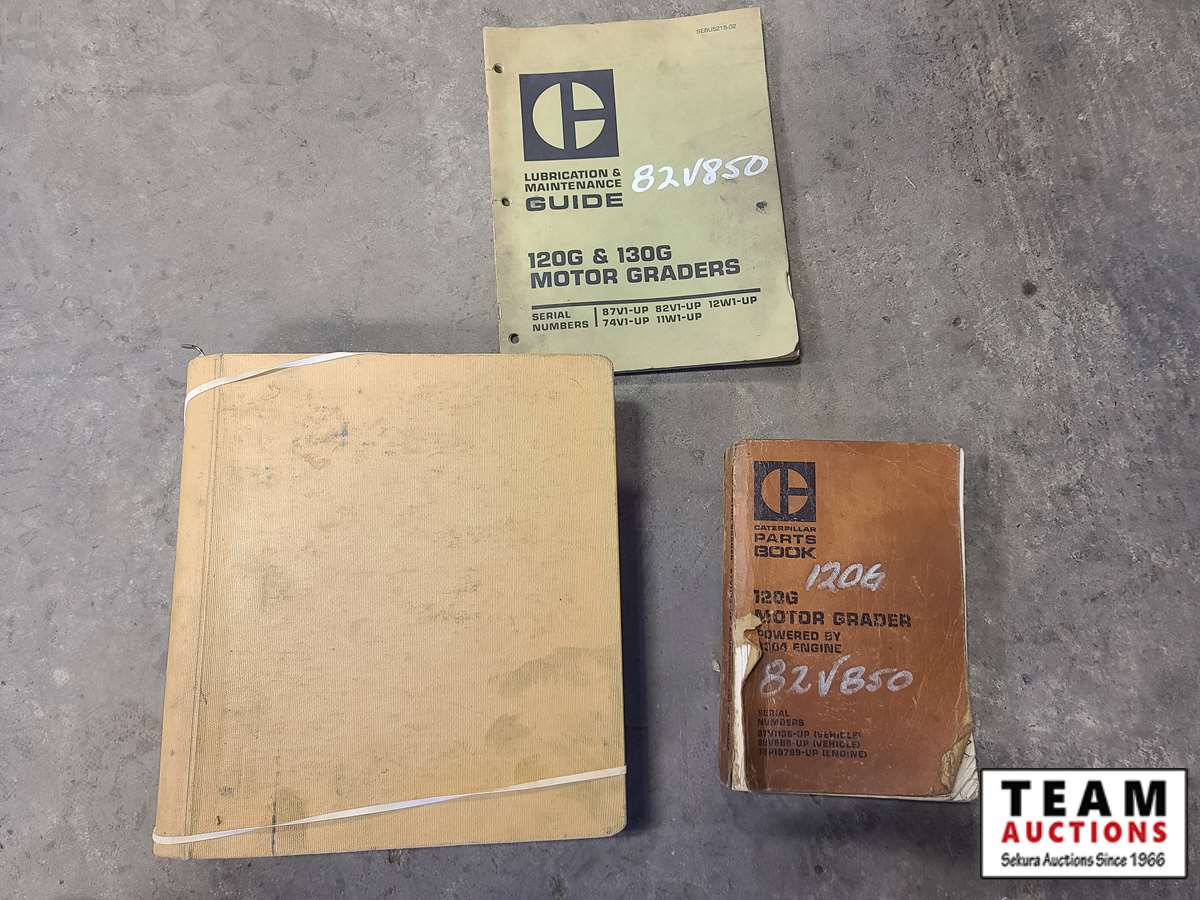 SEBU5215-02
LUBRICATION &
MAINTENANCE
GUIDE
82V850
120G & 130G
MOTOR GRADERS
SERIAL
NUMBERS
87V1-UP 82V1-UP 12W1-UP
74V1-UP 11W1-UP
CATERPILLAR
PARTS
BOOK
120G
120G
MOTOR GRADER
POWERED BY
3304 ENGINE
82V850
SERIAL
NUMBERS
(VEHICLE)
(VEHICLE)
(ENGINE)
TEAM
AUCTIONS
Sekura Auctions Since 1966